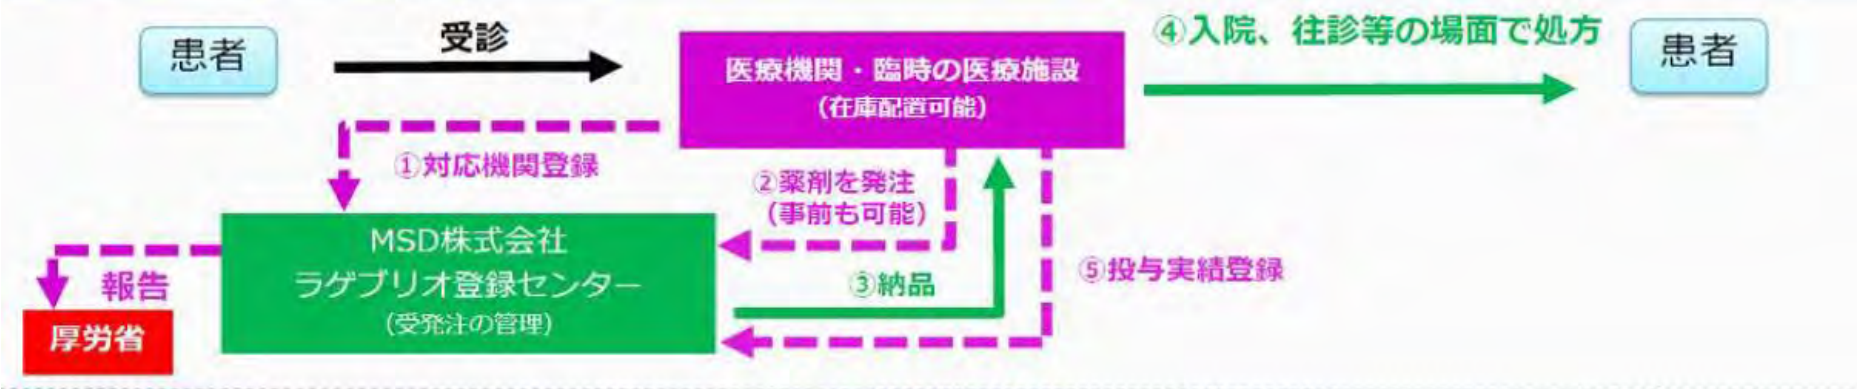 患者
受診
医療機関・臨時の医療施設
(在庫配置可能)
④入院、往診等の場面で処方
患者
①対応機関登録
②薬剤を発注
(事前も可能)
MSD株式会社
ラゲブリオ登録センター
(受発注の管理)
③納品
⑤投与実績登録
報告
厚労省